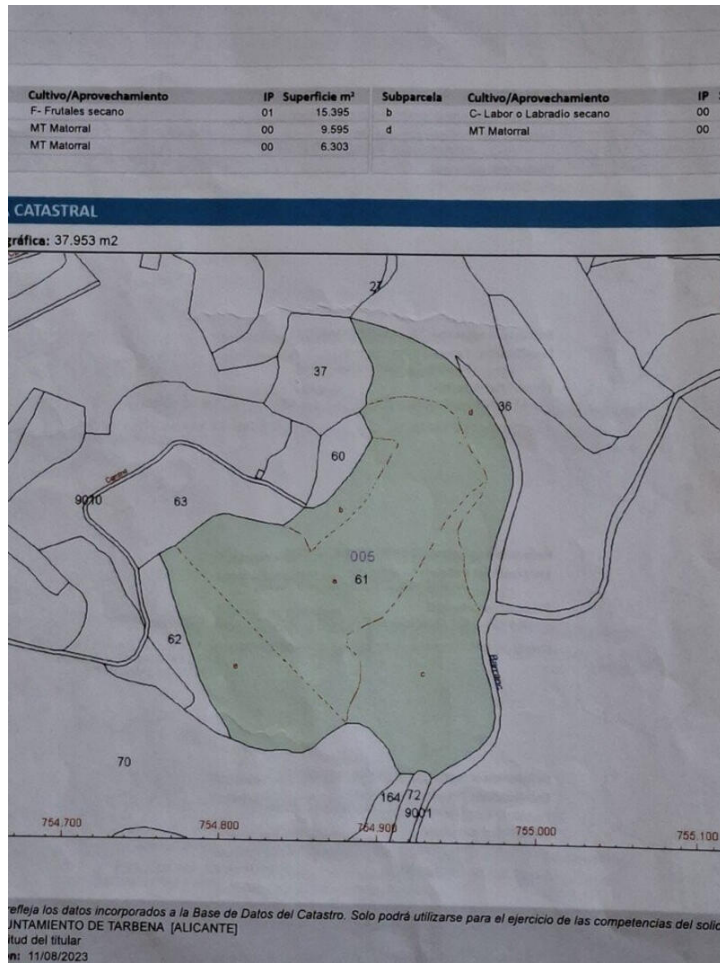 Cultivo/Aprovechamiento IP Superficie m² Subparcela Cultivo/Aprovechamiento IP
F- Frutales secano 01 15.395 b C- Labor o Labradio secano 00
MT Matorral 00 9.595 d MT Matorral 00
MT Matorral 00 6.303
CATASTRAL
gráfica: 37.953 m2
27
37
36
d
60
Camino
9010
63
b
005
a
61
62
e
c
Barranc
70
164
72
9001
754.700
754.800
754.900
755.000
755.100
refleja los datos incorporados a la Base de Datos del Catastro. Solo podrá utilizarse para el ejercicio de las competencias del solic
UNTAMIENTO DE TARBENA [ALICANTE]
itud del titular
n: 11/08/2023